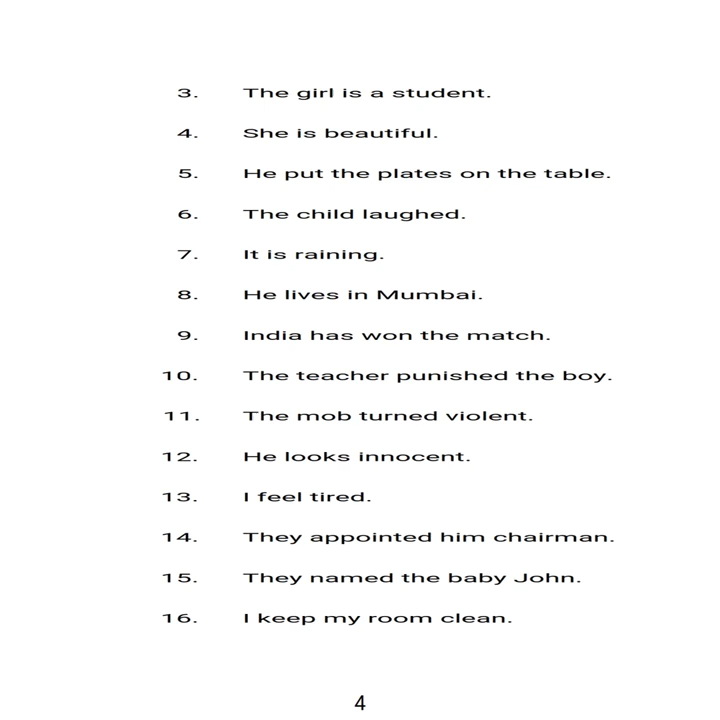 3. The girl is a student.
4. She is beautiful.
5. He put the plates on the table.
6. The child laughed.
7. It is raining.
8. He lives in Mumbai.
9. India has won the match.
10. The teacher punished the boy.
11. The mob turned violent.
12. He looks innocent.
13. I feel tired.
14. They appointed him chairman.
15. They named the baby John.
16. I keep my room clean.
4